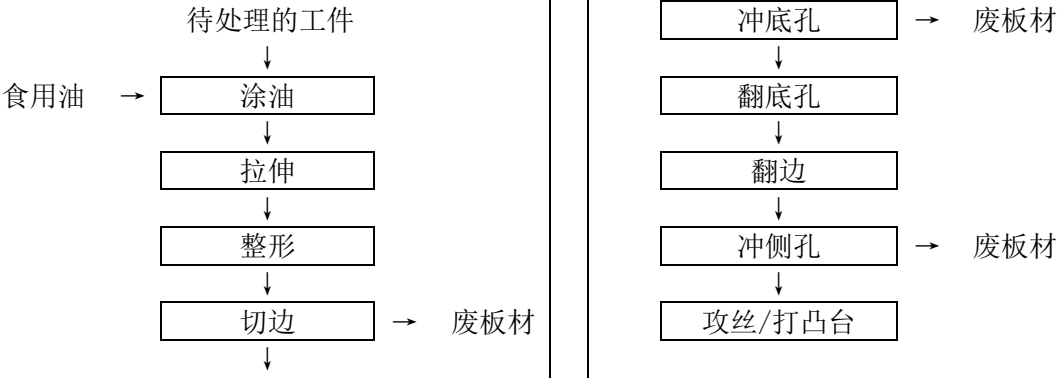 待处理的工件
↓
食用油 → 涂油
↓
拉伸
↓
整形
↓
切边 → 废板材
↓
冲底孔 → 废板材
↓
翻底孔
↓
翻边
↓
冲侧孔 → 废板材
↓
攻丝/打凸台